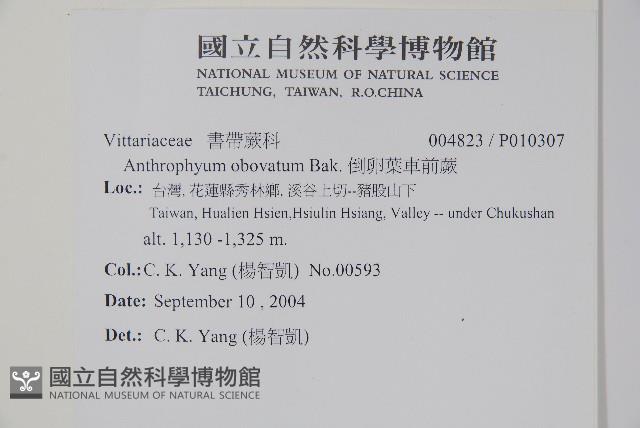 國立自然科學博物館
NATIONAL MUSEUM OF NATURAL SCIENCE
TAICHUNG, TAIWAN, R.O.CHINA
Vittariaceae 書帶蕨科 004823 / P010307
Anthrophyum obovatum Bak. 倒卵葉車前蕨
Loc.: 台灣, 花蓮縣秀林鄉, 溪谷上切--豬股山下
Taiwan, Hualien Hsien,Hsiulin Hsiang, Valley -- under Chukushan
alt. 1,130 -1,325 m.
Col.: C. K. Yang (楊智凱) No.00593
Date: September 10 , 2004
Det.: C. K. Yang (楊智凱)
國立自然科學博物館
NATIONAL MUSEUM OF NATURAL SCIENCE